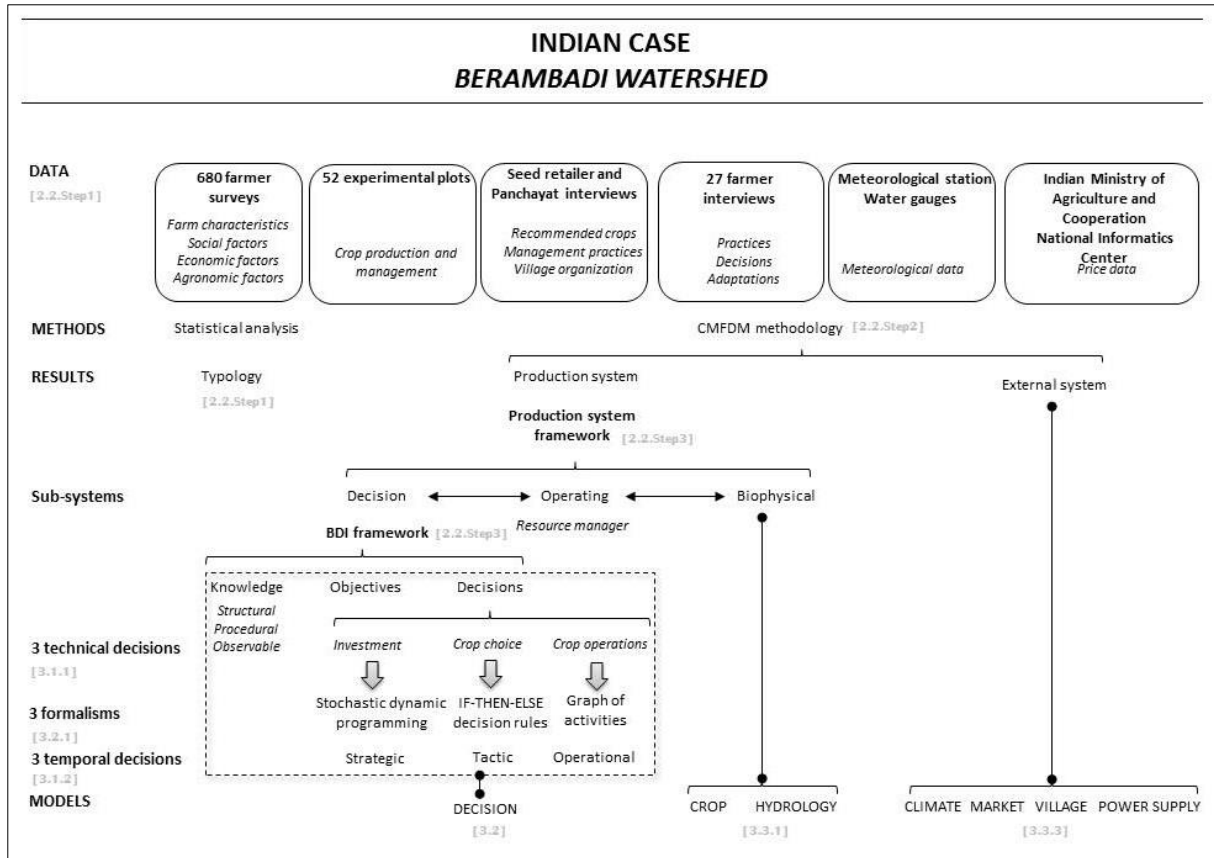 INDIAN CASE
BERAMBADI WATERSHED
DATA
[2.2.Step1]
680 farmer
surveys
Farm characteristics
Social factors
Economic factors
Agronomic factors
52 experimental plots
Crop production and
management
Seed retailer and
Panchayat interviews
Recommended crops
Management practices
Village organization
27 farmer
interviews
Practices
Decisions
Adaptations
Meteorological station
Water gauges
Meteorological data
Indian Ministry of
Agriculture and
Cooperation
National Informatics
Center
Price data
METHODS
Statistical analysis
CMFDM methodology [2.2.Step2]
RESULTS
Typology
[2.2.Step1]
Production system
External system
Production system
framework [2.2.Step3]
Sub-systems
Decision
Operating
Biophysical
Resource manager
BDI framework [2.2.Step3]
Knowledge
Objectives
Decisions
Structural
Procedural
Observable
3 technical decisions
[3.1.1]
Investment
Crop choice
Crop operations
3 formalisms
[3.2.1]
Stochastic dynamic
programming
IF-THEN-ELSE
decision rules
Graph of
activities
3 temporal decisions
[3.1.2]
Strategic
Tactic
Operational
MODELS
DECISION
[3.2]
CROP
HYDROLOGY
[3.3.1]
CLIMATE
MARKET
VILLAGE
POWER SUPPLY
[3.3.3]